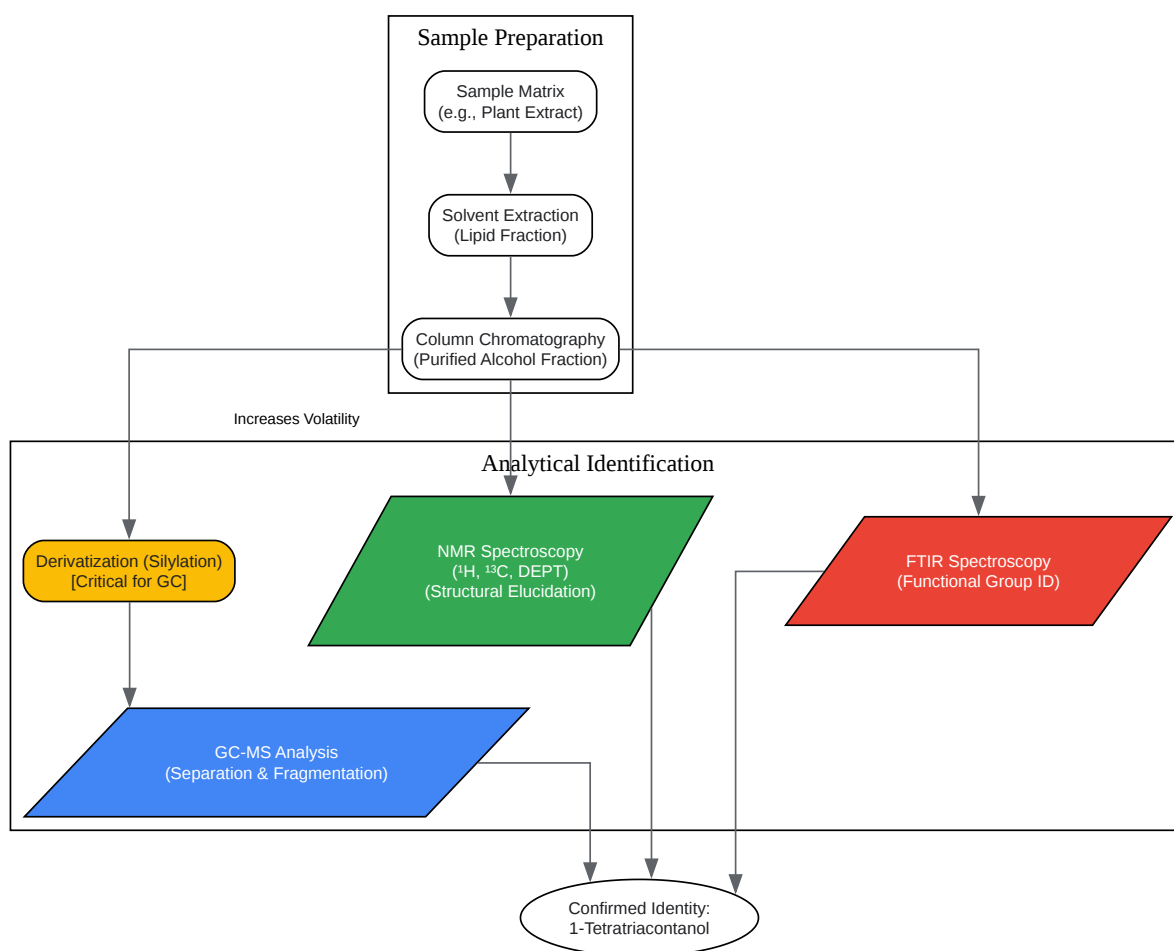 Sample Preparation
Sample Matrix
(e.g., Plant Extract)
Solvent Extraction
(Lipid Fraction)
Column Chromatography
(Purified Alcohol Fraction)
Increases Volatility
Analytical Identification
Derivatization (Silylation)
[Critical for GC]
NMR Spectroscopy
(¹H, ¹³C, DEPT)
(Structural Elucidation)
FTIR Spectroscopy
(Functional Group ID)
GC-MS Analysis
(Separation & Fragmentation)
Confirmed Identity:
1-Tetratriacontanol